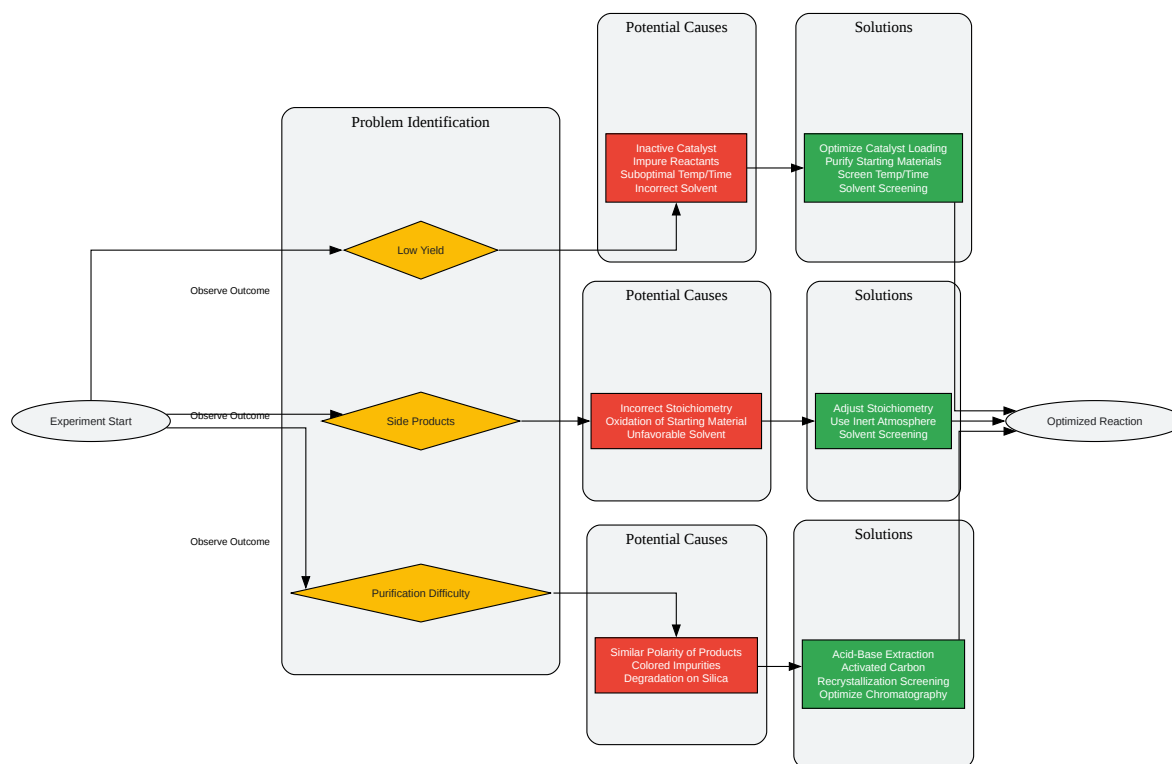 Potential Causes
Solutions
Inactive Catalyst
Impure Reactants
Suboptimal Temp/Time
Incorrect Solvent
Optimize Catalyst Loading
Purify Starting Materials
Screen Temp/Time
Solvent Screening
Problem Identification
Low Yield
Observe Outcome
Potential Causes
Solutions
Experiment Start
Observe Outcome
Side Products
Incorrect Stoichiometry
Oxidation of Starting Material
Unfavorable Solvent
Adjust Stoichiometry
Use Inert Atmosphere
Solvent Screening
Optimized Reaction
Observe Outcome
Purification Difficulty
Potential Causes
Solutions
Similar Polarity of Products
Colored Impurities
Degradation on Silica
Acid-Base Extraction
Activated Carbon
Recrystallization Screening
Optimize Chromatography